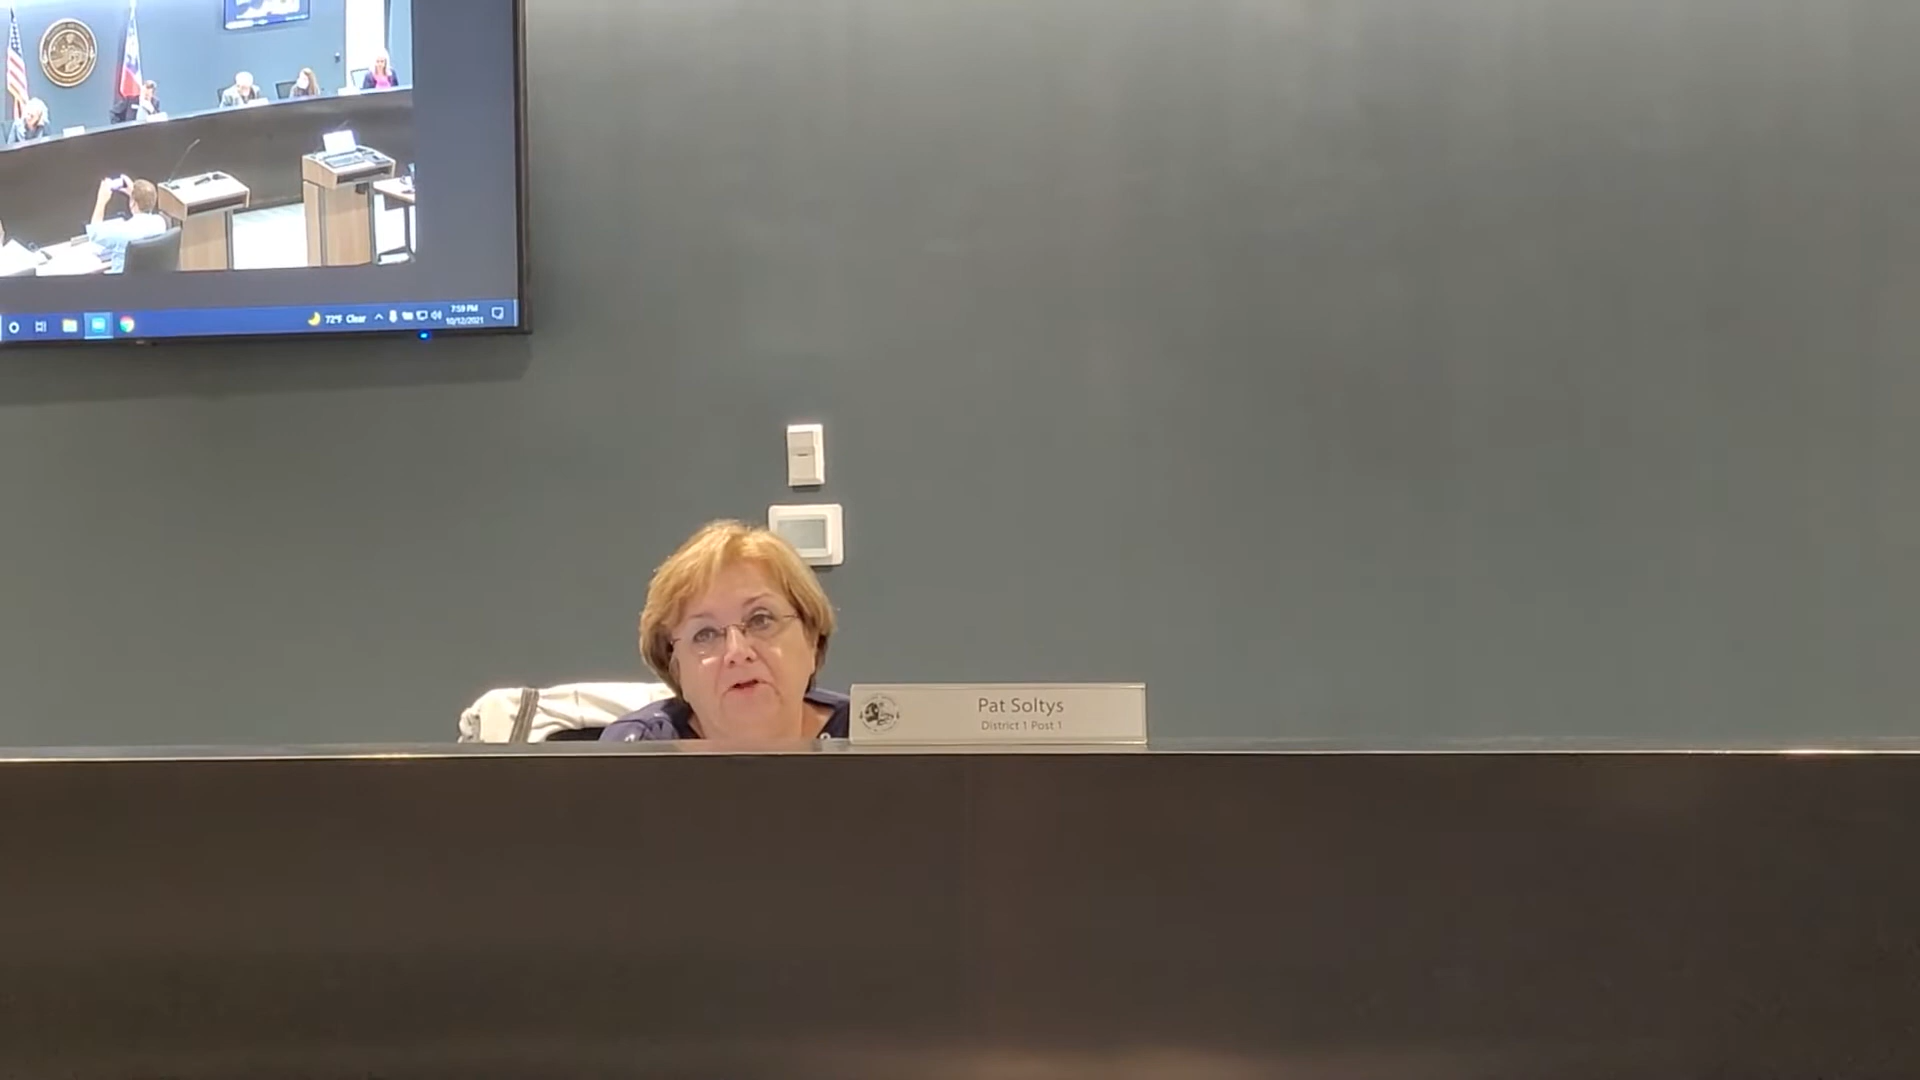 72°F Clear
7:59 PM
10/12/2021
Pat Soltys
District 1 Post 1